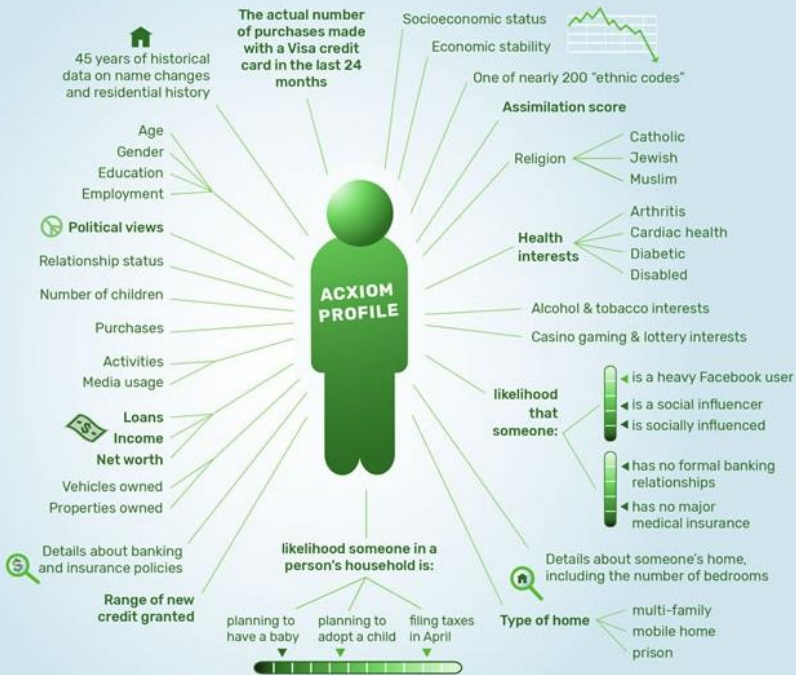 The actual number
of purchases made
with a Visa credit
card in the last 24
months
Socioeconomic status
Economic stability
One of nearly 200 "ethnic codes"
Assimilation score
Religion
Catholic
Jewish
Muslim
Health
interests
Arthritis
Cardiac health
Diabetic
Disabled
Alcohol & tobacco interests
Casino gaming & lottery interests
likelihood
that
someone:
is a heavy Facebook user
is a social influencer
is socially influenced
has no formal banking
relationships
has no major
medical insurance
Details about someone's home,
including the number of bedrooms
Type of home
multi-family
mobile home
prison
45 years of historical
data on name changes
and residential history
Age
Gender
Education
Employment
Political views
Relationship status
Number of children
Purchases
Activities
Media usage
-$-
Loans
Income
Net worth
Vehicles owned
Properties owned
$
Details about banking
and insurance policies
Range of new
credit granted
ACXIOM
PROFILE
likelihood someone in a
person's household is:
planning to
have a baby
planning to
adopt a child
filing taxes
in April